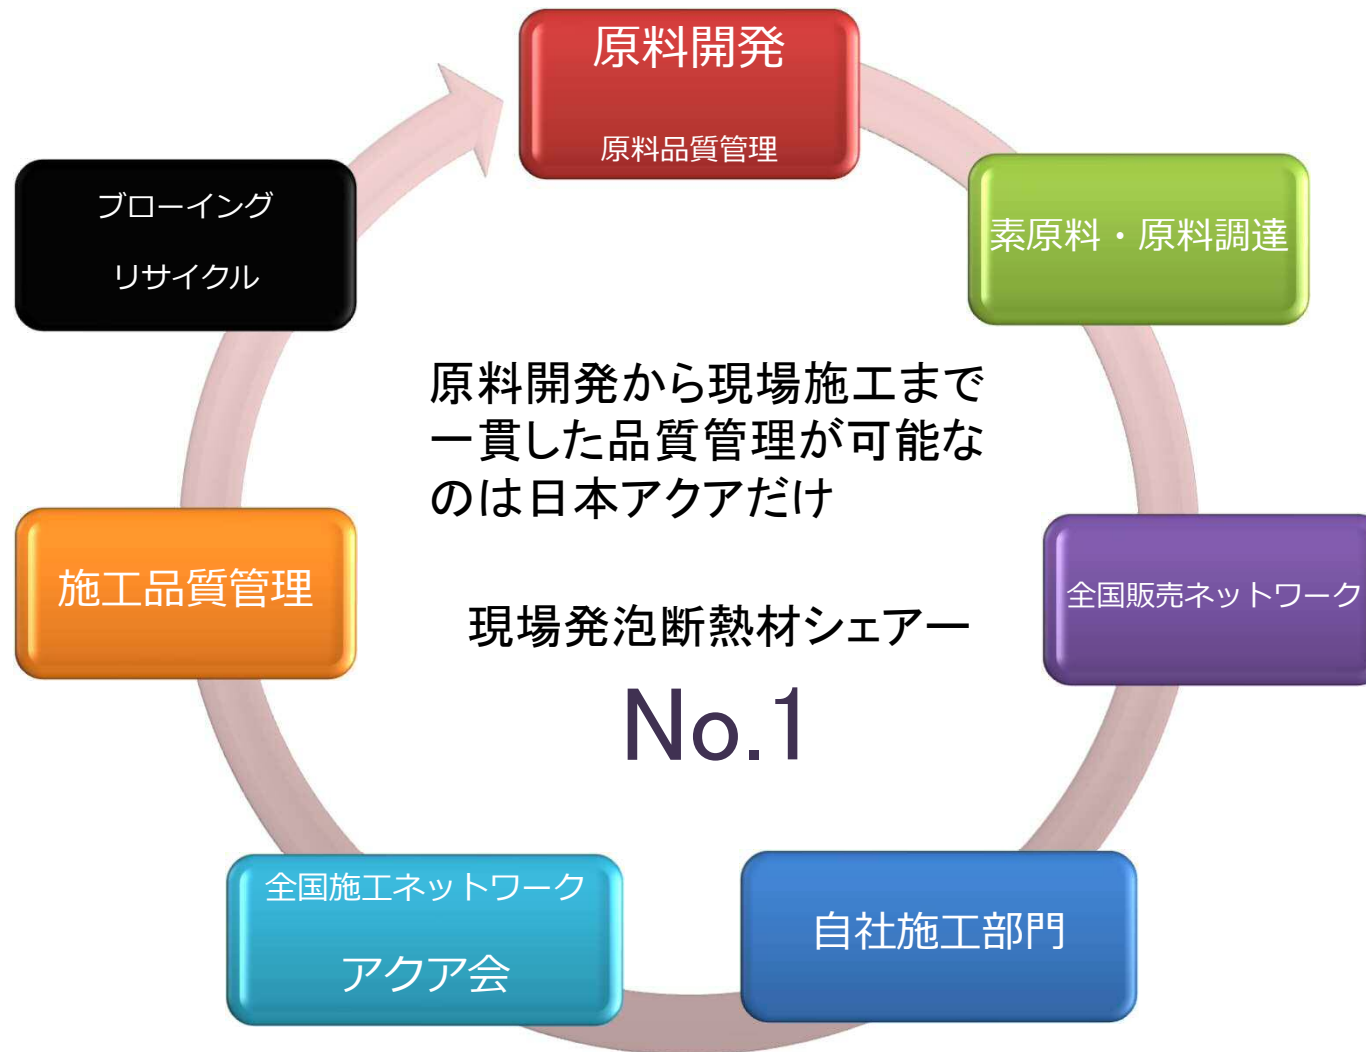 原料開発
原料品質管理
素原料・原料調達
全国販売ネットワーク
自社施工部門
全国施工ネットワーク
アクア会
施工品質管理
ブローイング
リサイクル
原料開発から現場施工まで
一貫した品質管理が可能な
のは日本アクアだけ
現場発泡断熱材シェアー
No.1